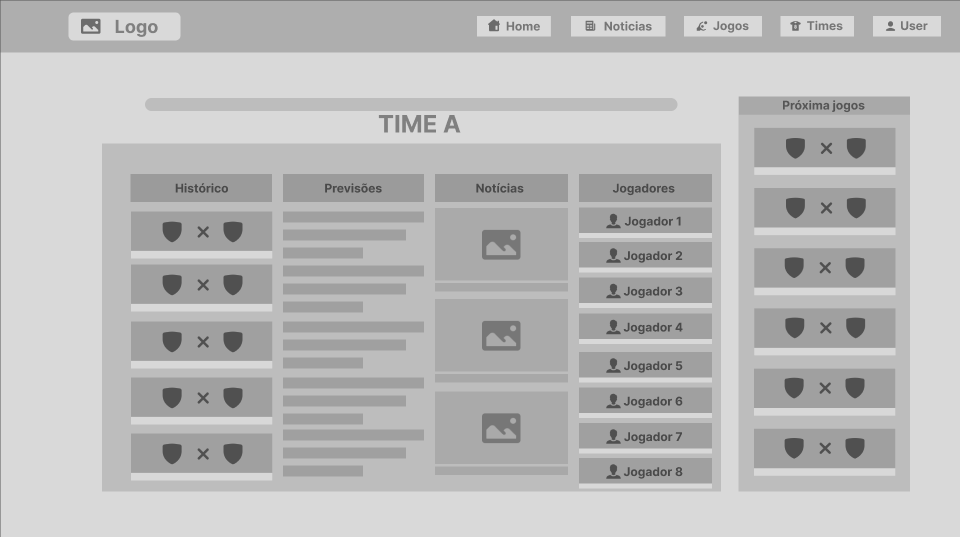 Logo
Home
Noticias
Jogos
Times
User
TIME A
Histórico
Previsões
Notícias
Jogadores
Jogador 1
Jogador 2
Jogador 3
Jogador 4
Jogador 5
Jogador 6
Jogador 7
Jogador 8
Próxima jogos